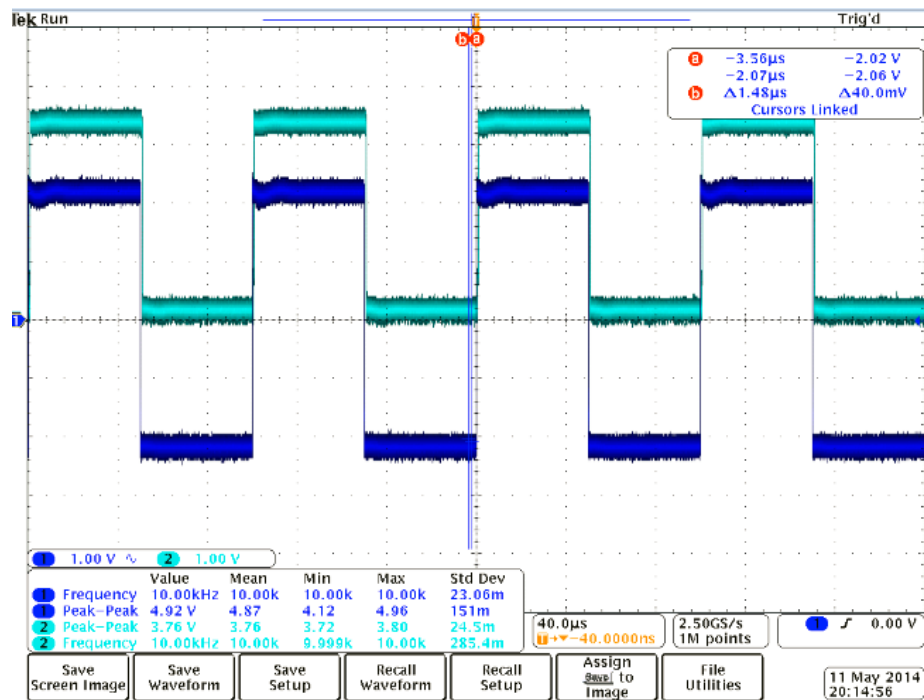 Tek Run Trig'd
T
b a
a −3.56µs −2.02 V
−2.07µs −2.06 V
b Δ1.48µs Δ40.0mV
Cursors Linked
1
1 1.00 V ∿ 2 1.00 V
Value Mean Min Max Std Dev
1 Frequency 10.00kHz 10.00k 10.00k 10.00k 23.06m
1 Peak−Peak 4.92 V 4.87 4.12 4.96 151m
2 Peak−Peak 3.76 V 3.76 3.72 3.80 24.5m
2 Frequency 10.00kHz 10.00k 9.999k 10.00k 285.4m
40.0µs
T→▾−40.0000ns
2.50GS/s
1M points
1 ∫ 0.00 V
Save Screen Image
Save Waveform
Save Setup
Recall Waveform
Recall Setup
Assign Save to Image
File Utilities
11 May 2014
20:14:56